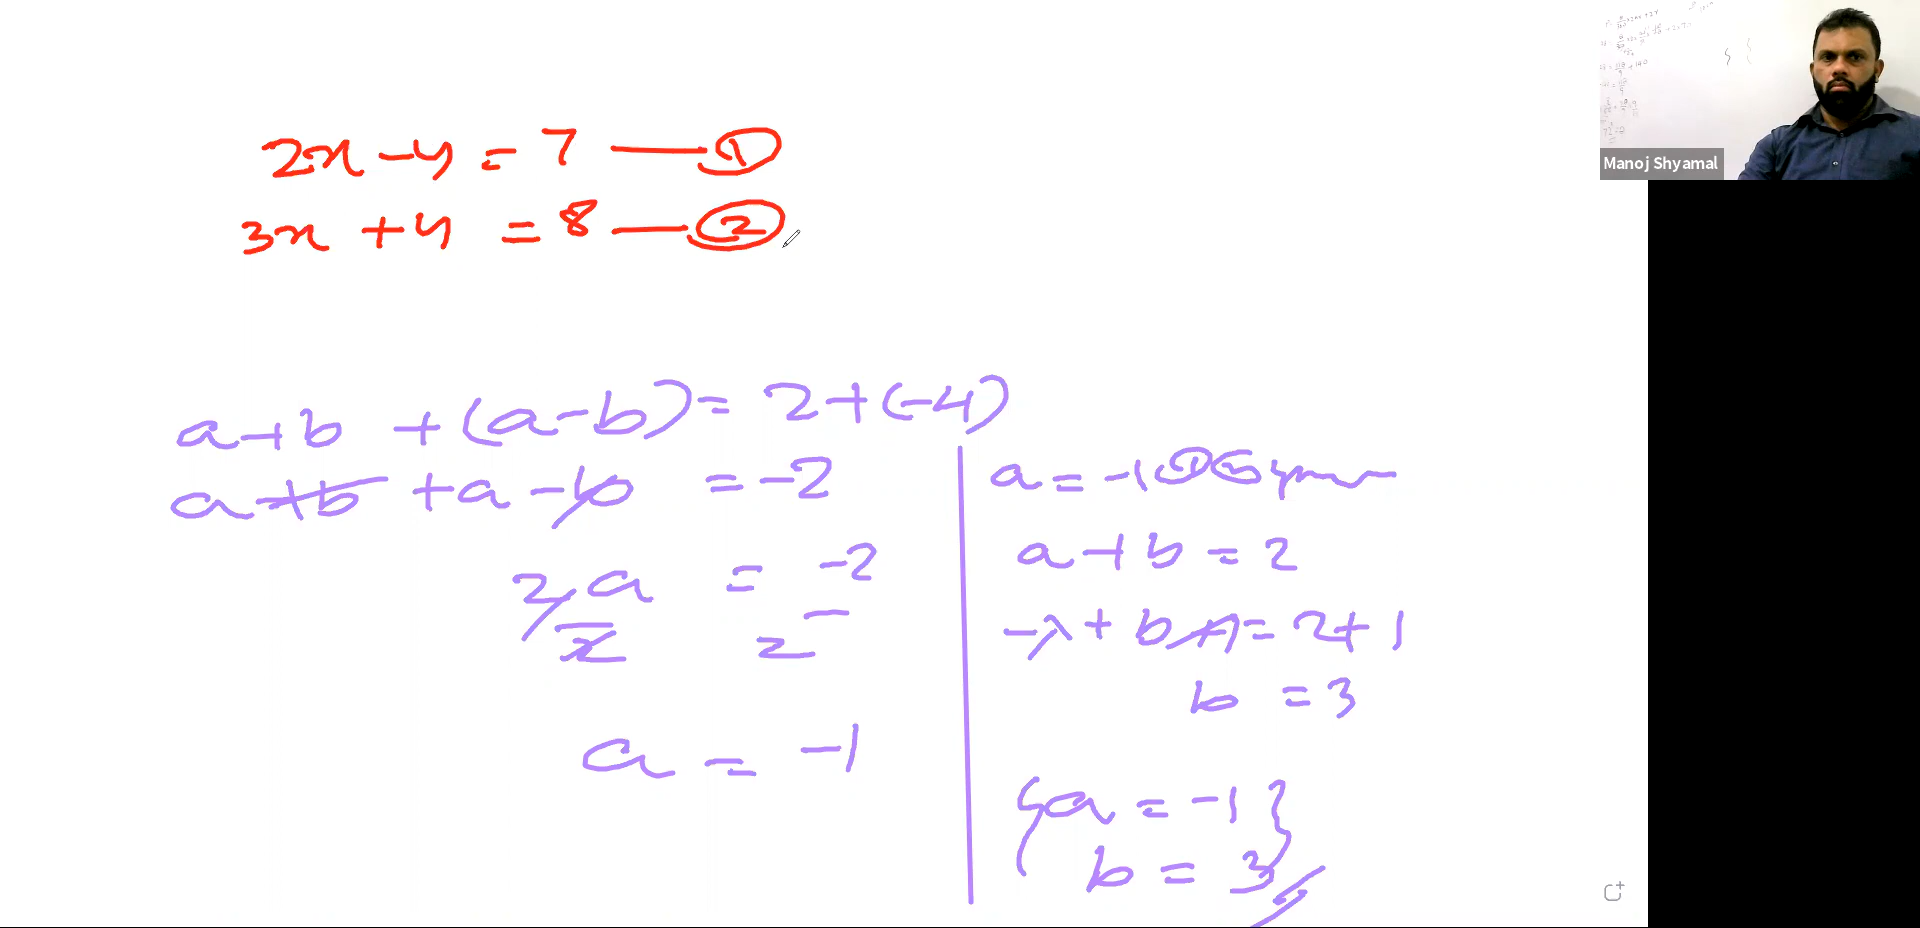 2x - y = 7 — ①
3x + y = 8 — ②
a+b + (a-b) = 2+(-4)
a+b + a - b = -2
2a = -2
2 2
a = -1
a = -1 ①
a + b = 2
-1 + b +1 = 2+1
b = 3
{a = -1}
b = 3
Manoj Shyamal